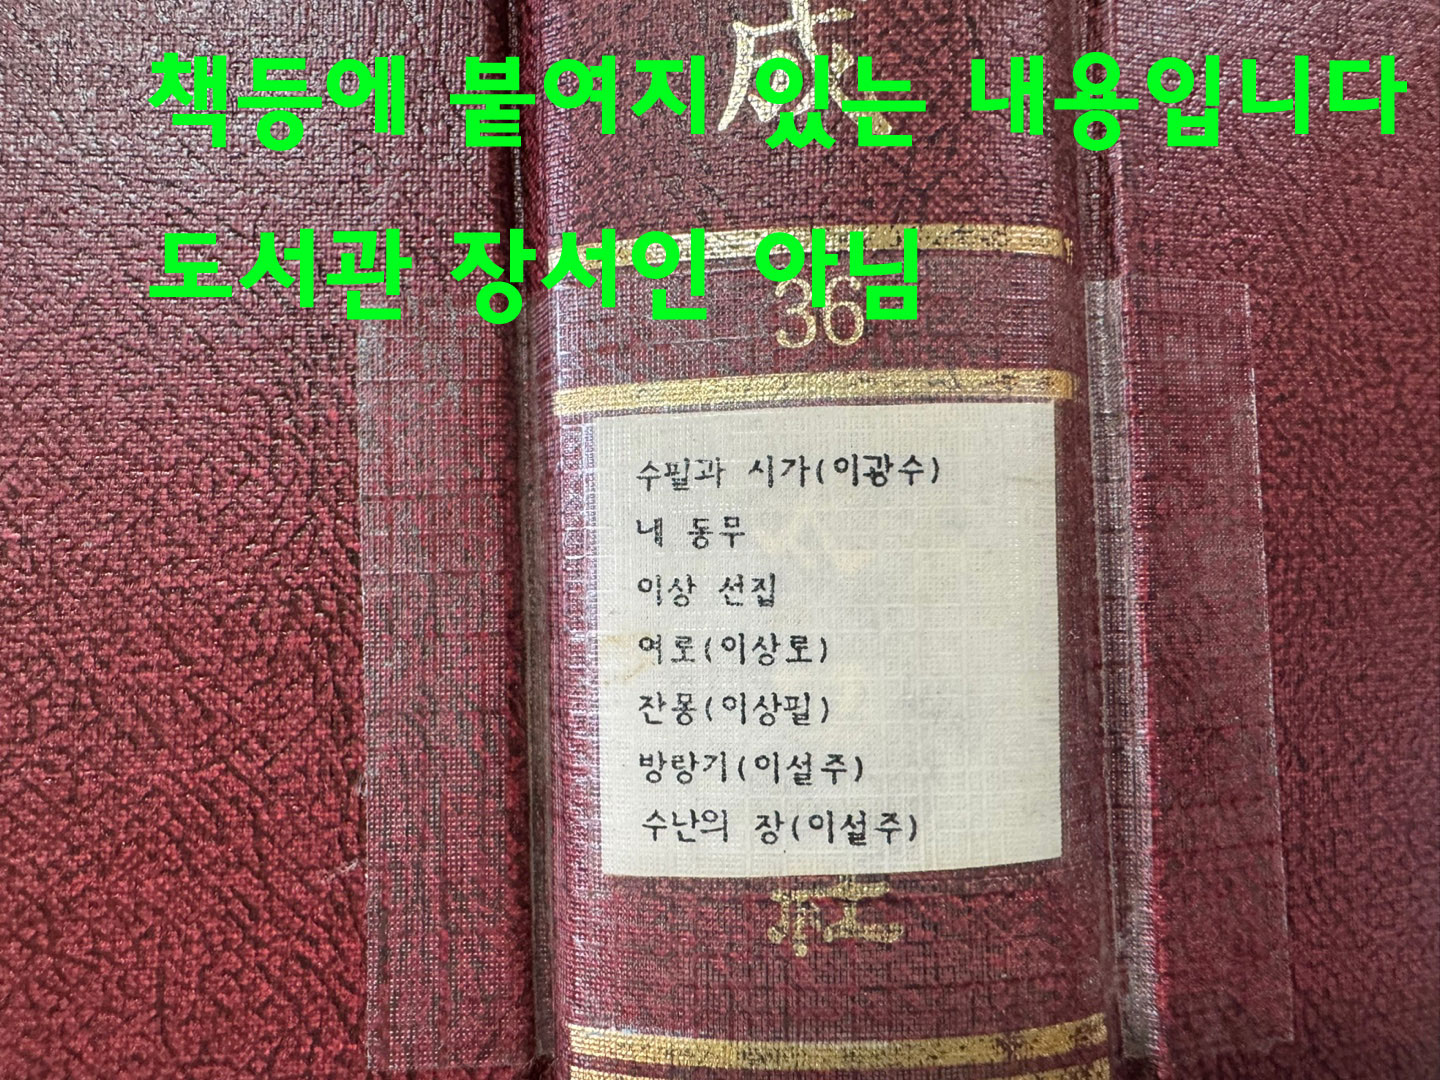 成
책등에 붙여지 있는 내용입니다
도서관 장서인 아님
36
수필과 시가(이광수)
내 동무
이상 선집
여로(이상로)
잔몽(이상필)
방랑기(이설주)
수난의 장(이설주)